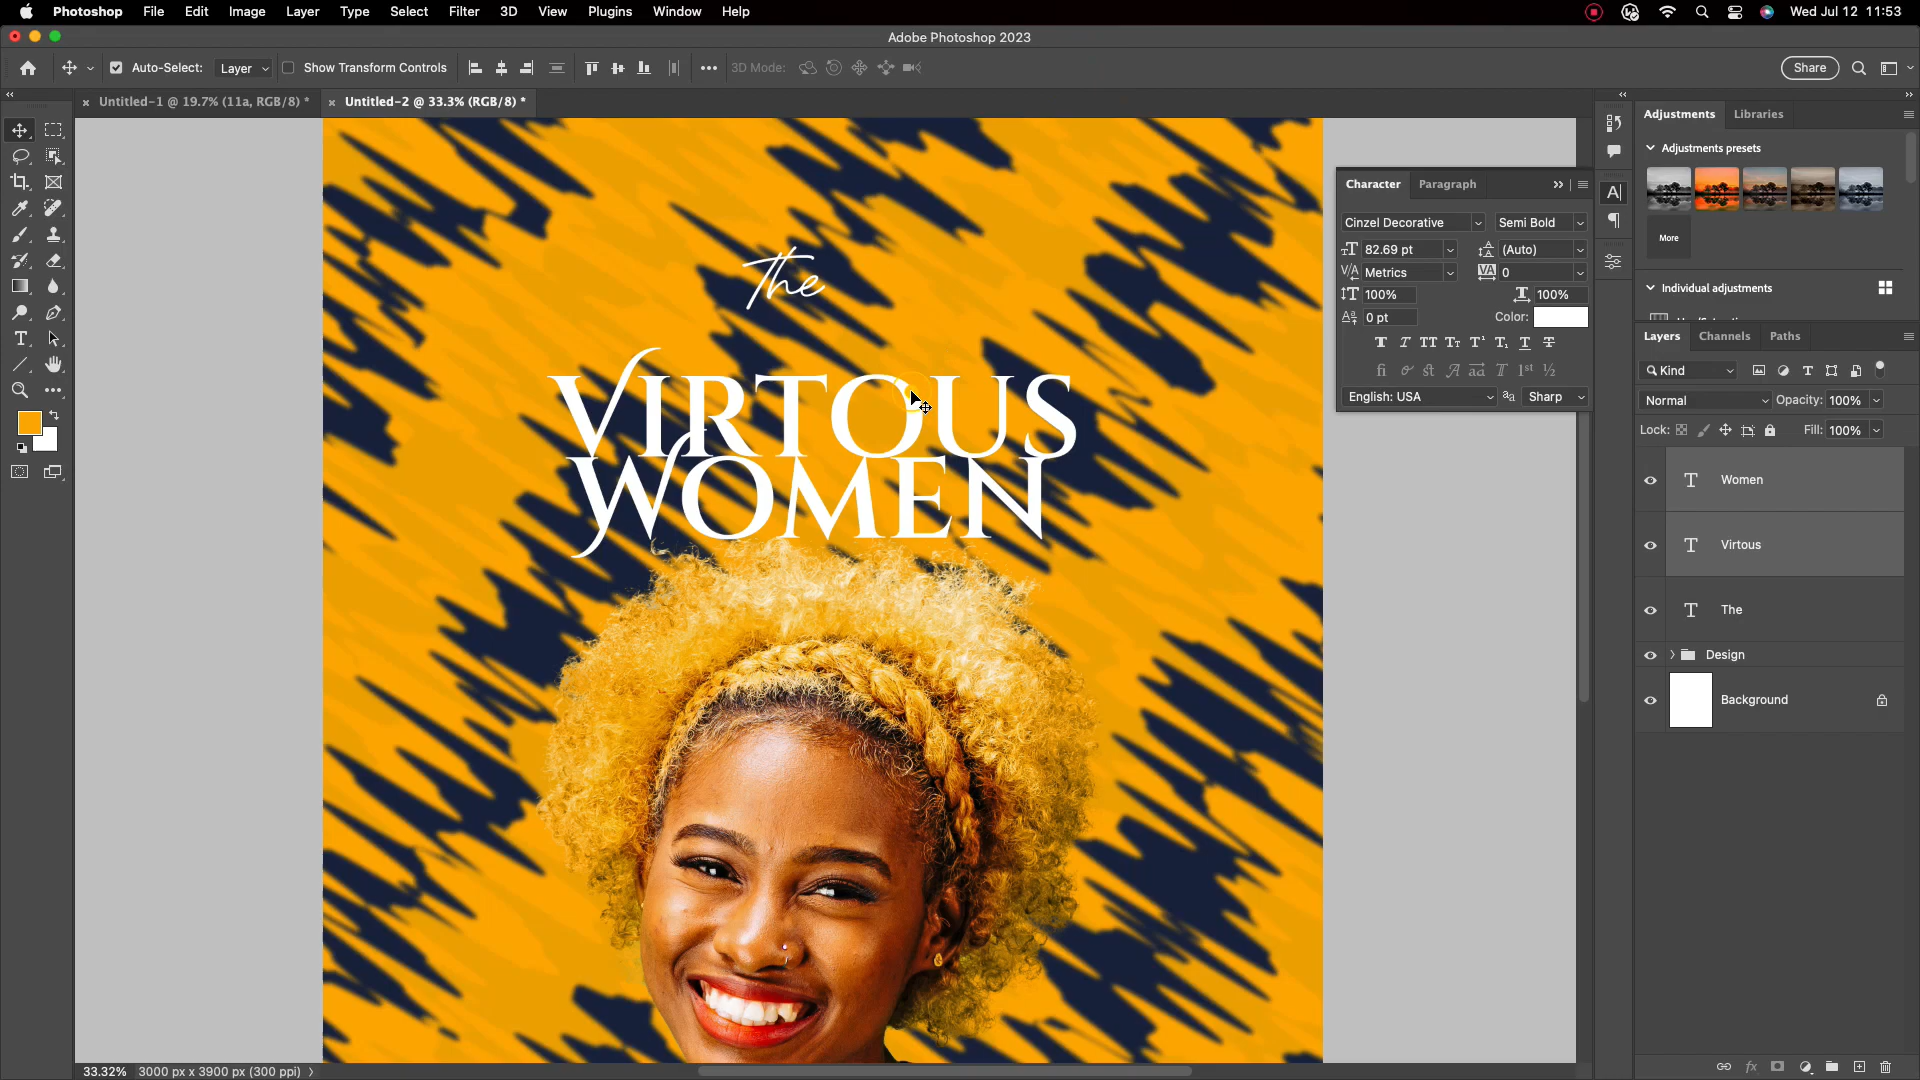 Photoshop File Edit Image Layer Type Select Filter 3D View Plugins Window Help Wed Jul 12 11:53
Adobe Photoshop 2023
Auto-Select: Layer Show Transform Controls 3D Mode: Share
Untitled-1 @ 19.7% (11a, RGB/8) * Untitled-2 @ 33.3% (RGB/8) *
Adjustments Libraries
Adjustments presets
More
Individual adjustments
Character Paragraph
Cinzel Decorative Semi Bold
82.69 pt (Auto)
Metrics 0
100% 100%
0 pt Color:
English: USA Sharp
The
VIRTOUS
WOMEN
Layers Channels Paths
Kind
Normal Opacity: 100%
Lock: Fill: 100%
Women
Virtous
The
Design
Background
33.32% 3000 px x 3900 px (300 ppi)